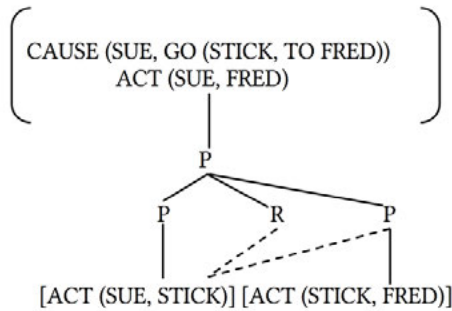 CAUSE (SUE, GO (STICK, TO FRED))
ACT (SUE, FRED)
P
P R P
[ACT (SUE, STICK)] [ACT (STICK, FRED)]